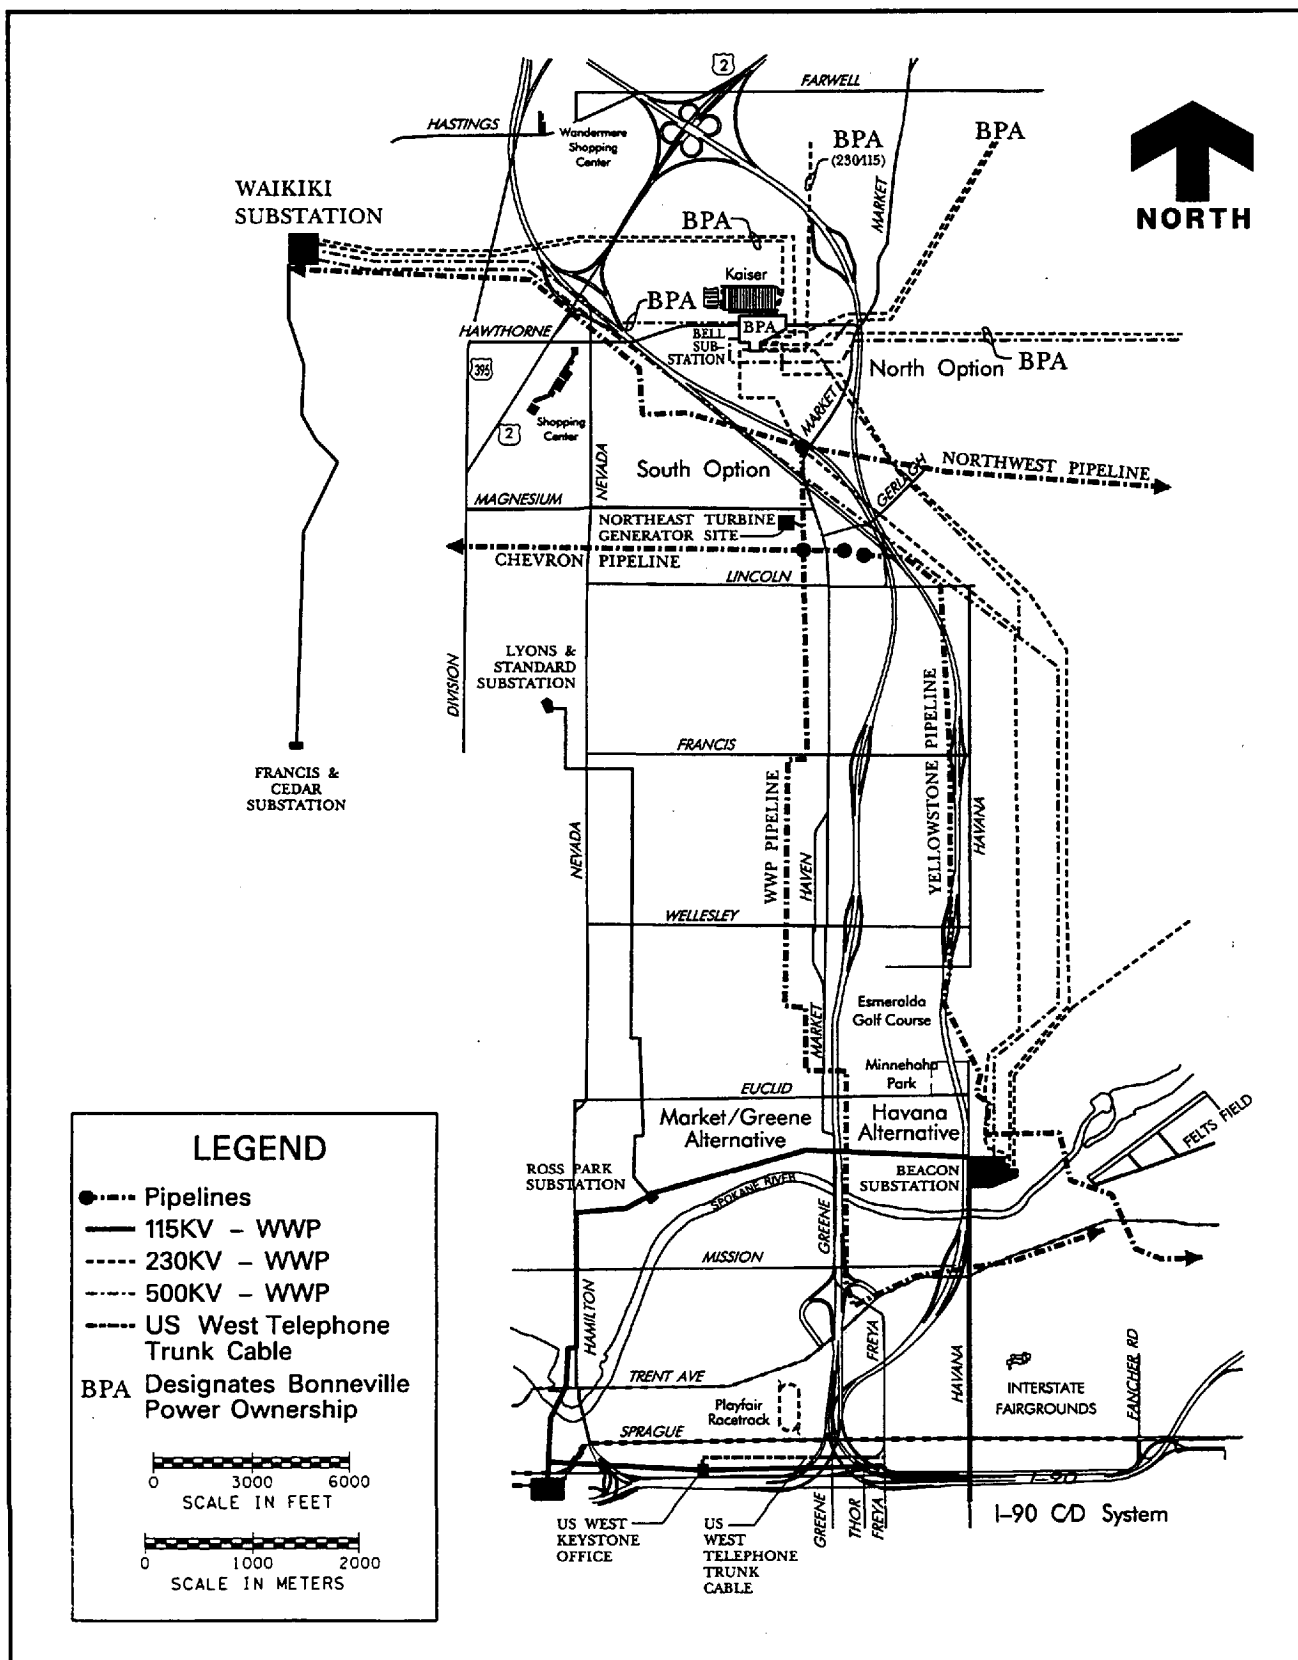 2
FARWELL
HASTINGS
Wandermere
Shopping
Center
BPA
(230/115)
BPA
MARKET
NORTH
WAIKIKI
SUBSTATION
BPA
Kaiser
BPA
HAWTHORNE
BPA
BELL
SUB-
STATION
North Option
BPA
395
Shopping
Center
2
NEVADA
MARKET
South Option
GERLAGH
NORTHWEST PIPELINE
MAGNESIUM
NORTHEAST TURBINE
GENERATOR SITE
CHEVRON PIPELINE
LINCOLN
LYONS &
STANDARD
SUBSTATION
DIVISION
YELLOWSTONE PIPELINE
FRANCIS
FRANCIS &
CEDAR
SUBSTATION
WWP PIPELINE
HAVEN
HAVANA
NEVADA
WELLESLEY
Esmeralda
Golf Course
MARKET
Minnehaha
Park
EUCLID
Market/Greene
Alternative
Havana
Alternative
FELTS FIELD
ROSS PARK
SUBSTATION
BEACON
SUBSTATION
SPOKANE RIVER
GREENE
MISSION
HAMILTON
FREYA
HAVANA
FANCHER RD
TRENT AVE
INTERSTATE
FAIRGROUNDS
Playfair
Racetrack
SPRAGUE
I-90
I-90 C/D System
GREENE
THOR
FREYA
US WEST
KEYSTONE
OFFICE
US
WEST
TELEPHONE
TRUNK
CABLE
LEGEND
Pipelines
115KV - WWP
230KV - WWP
500KV - WWP
US West Telephone
Trunk Cable
BPA Designates Bonneville
Power Ownership
0 3000 6000
SCALE IN FEET
0 1000 2000
SCALE IN METERS